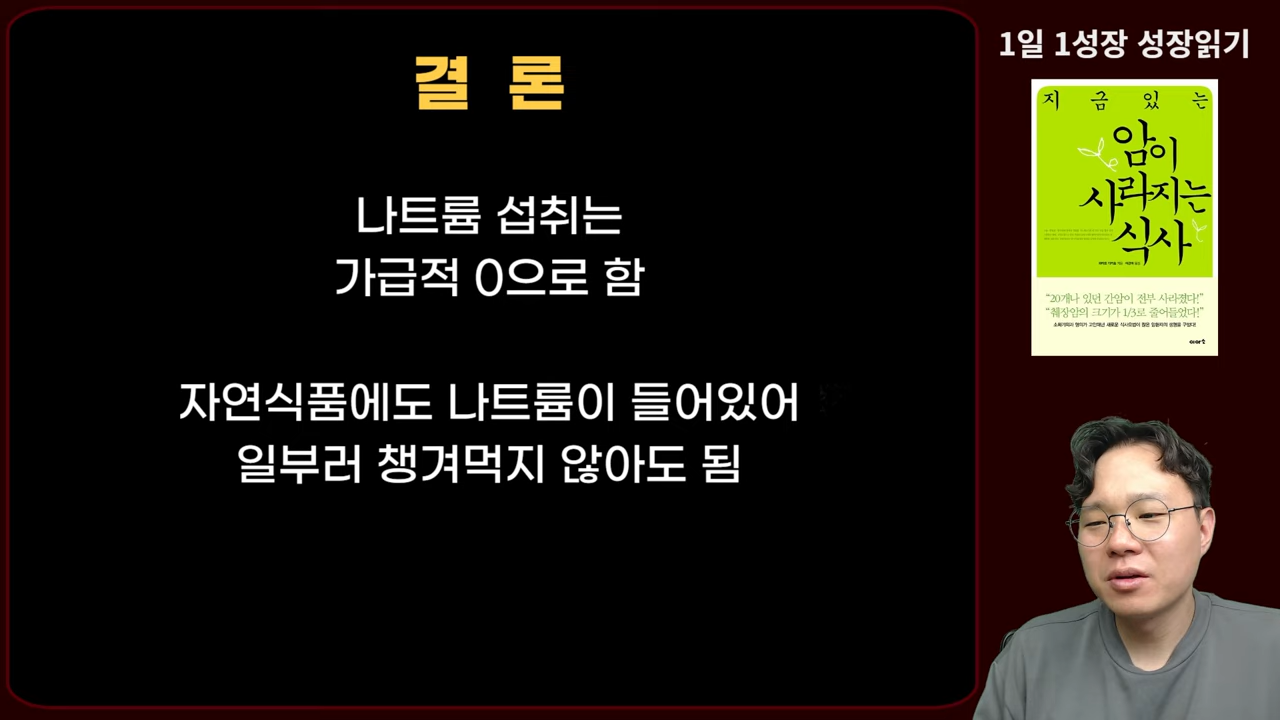 결 론
나트륨 섭취는
가급적 0으로 함
자연식품에도 나트륨이 들어있어
일부러 챙겨먹지 않아도 됨
1일 1성장 성장읽기
지금있는
암이
사라지는
식사
“20개나 있던 간암이 전부 사라졌다!”
“췌장암의 크기가 1/3로 줄어들었다!”